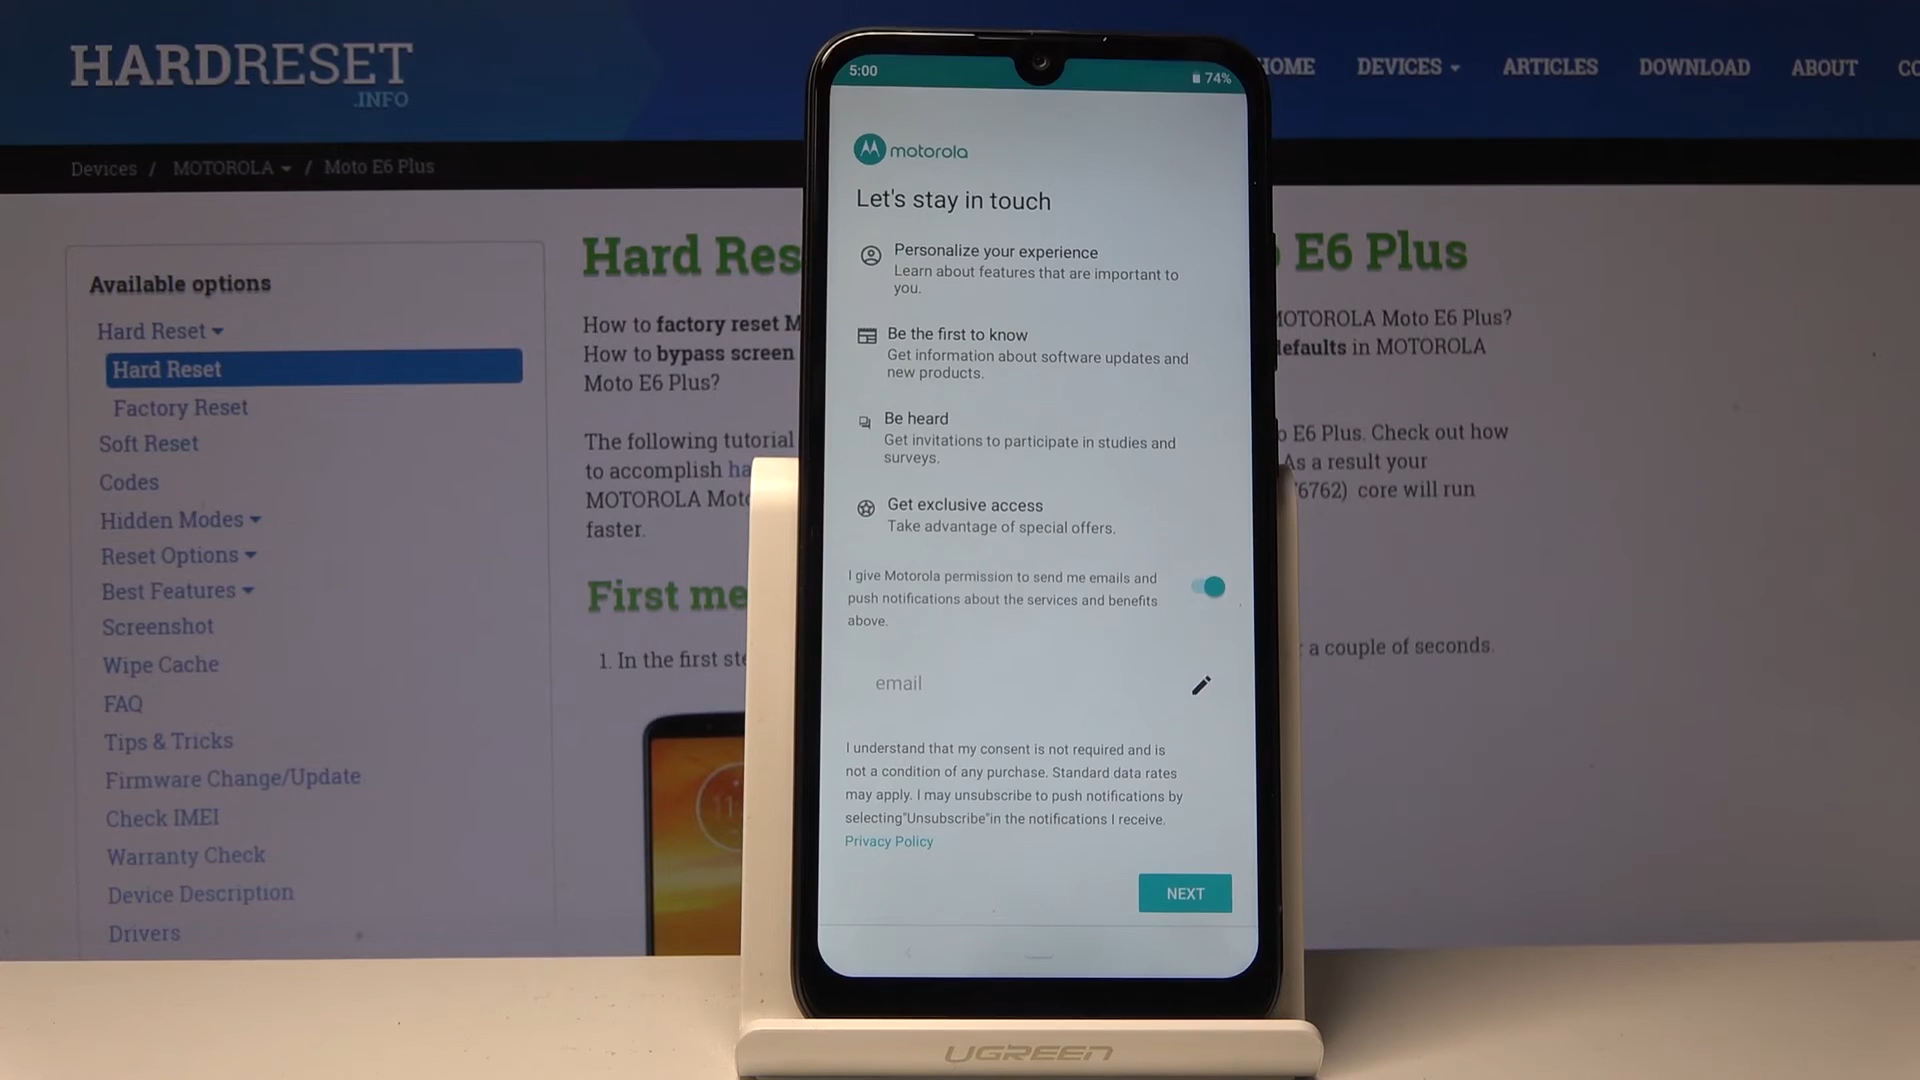 HARDRESET
.INFO
HOME DEVICES ARTICLES DOWNLOAD ABOUT CO
Devices / MOTOROLA / Moto E6 Plus
Available options
Hard Reset
Hard Reset
Factory Reset
Soft Reset
Codes
Hidden Modes
Reset Options
Best Features
Screenshot
Wipe Cache
FAQ
Tips & Tricks
Firmware Change/Update
Check IMEI
Warranty Check
Device Description
Drivers
Hard Res
E6 Plus
How to factory reset M
MOTOROLA Moto E6 Plus?
How to bypass screen
defaults in MOTOROLA
Moto E6 Plus?
The following tutorial
E6 Plus. Check out how
to accomplish ha
As a result your
MOTOROLA Moto
6762) core will run
faster.
First me
1. In the first ste
a couple of seconds.
11
5:00
74%
motorola
Let's stay in touch
Personalize your experience
Learn about features that are important to
you.
Be the first to know
Get information about software updates and
new products.
Be heard
Get invitations to participate in studies and
surveys.
Get exclusive access
Take advantage of special offers.
I give Motorola permission to send me emails and
push notifications about the services and benefits
above.
email
I understand that my consent is not required and is
not a condition of any purchase. Standard data rates
may apply. I may unsubscribe to push notifications by
selecting"Unsubscribe"in the notifications I receive.
Privacy Policy
NEXT
UGREEN